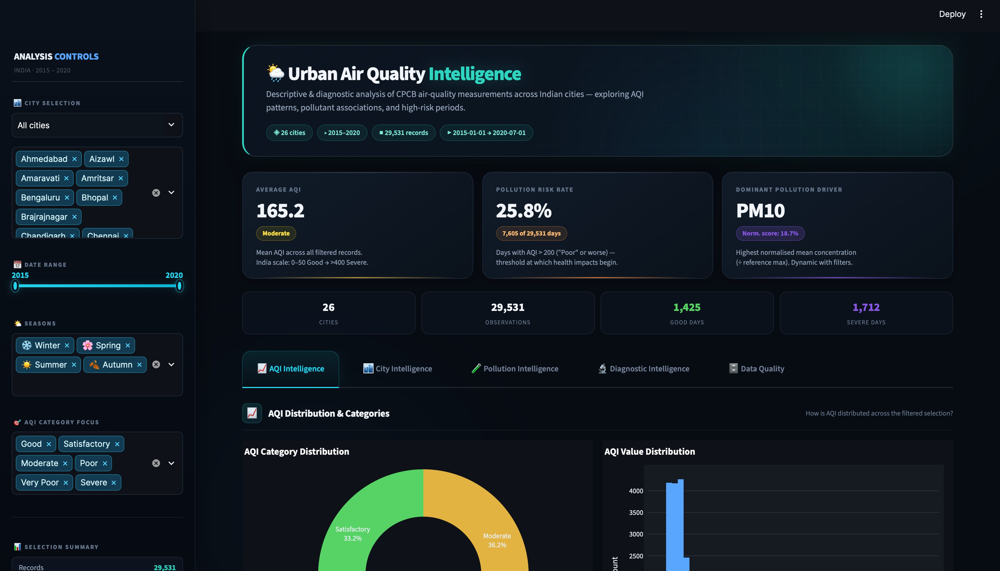 Deploy
ANALYSIS CONTROLS
INDIA · 2015 – 2020
CITY SELECTION
All cities
Ahmedabad × Aizawl ×
Amaravati × Amritsar ×
Bengaluru × Bhopal ×
Brajrajnagar ×
Chandigarh × Chennai ×
DATE RANGE
2015 2020
SEASONS
Winter × Spring ×
Summer × Autumn ×
AQI CATEGORY FOCUS
Good × Satisfactory ×
Moderate × Poor ×
Very Poor × Severe ×
SELECTION SUMMARY
Records 29,531
Urban Air Quality Intelligence
Descriptive & diagnostic analysis of CPCB air-quality measurements across Indian cities — exploring AQI
patterns, pollutant associations, and high-risk periods.
◈ 26 cities ▸ 2015–2020 ■ 29,531 records ► 2015-01-01 → 2020-07-01
AVERAGE AQI
165.2
Moderate
Mean AQI across all filtered records.
India scale: 0–50 Good → >400 Severe.
POLLUTION RISK RATE
25.8%
7,605 of 29,531 days
Days with AQI > 200 ("Poor" or worse) —
threshold at which health impacts begin.
DOMINANT POLLUTION DRIVER
PM10
Norm. score: 18.7%
Highest normalised mean concentration
(÷ reference max). Dynamic with filters.
26
CITIES
29,531
OBSERVATIONS
1,425
GOOD DAYS
1,712
SEVERE DAYS
AQI Intelligence City Intelligence Pollution Intelligence Diagnostic Intelligence Data Quality
AQI Distribution & Categories
How is AQI distributed across the filtered selection?
AQI Category Distribution
Satisfactory
33.2%
Moderate
36.2%
AQI Value Distribution
4000
3500
3000
2500